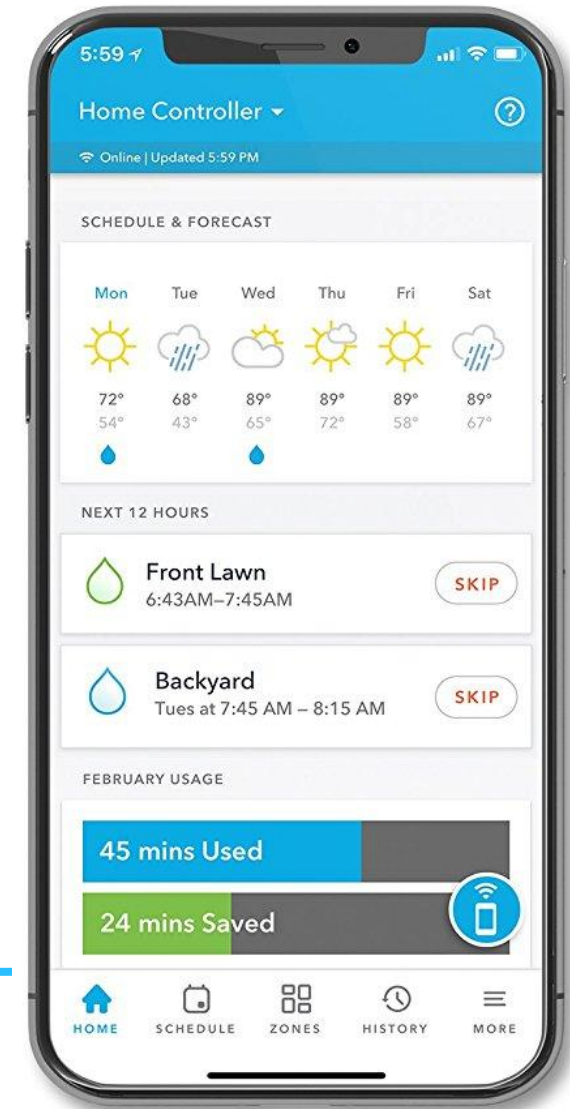 5:59
Home Controller
Online | Updated 5:59 PM
SCHEDULE & FORECAST
Mon Tue Wed Thu Fri Sat
72° 68° 89° 89° 89° 89°
54° 43° 65° 72° 58° 67°
NEXT 12 HOURS
Front Lawn
6:43AM–7:45AM
SKIP
Backyard
Tues at 7:45 AM – 8:15 AM
SKIP
FEBRUARY USAGE
45 mins Used
24 mins Saved
HOME SCHEDULE ZONES HISTORY MORE